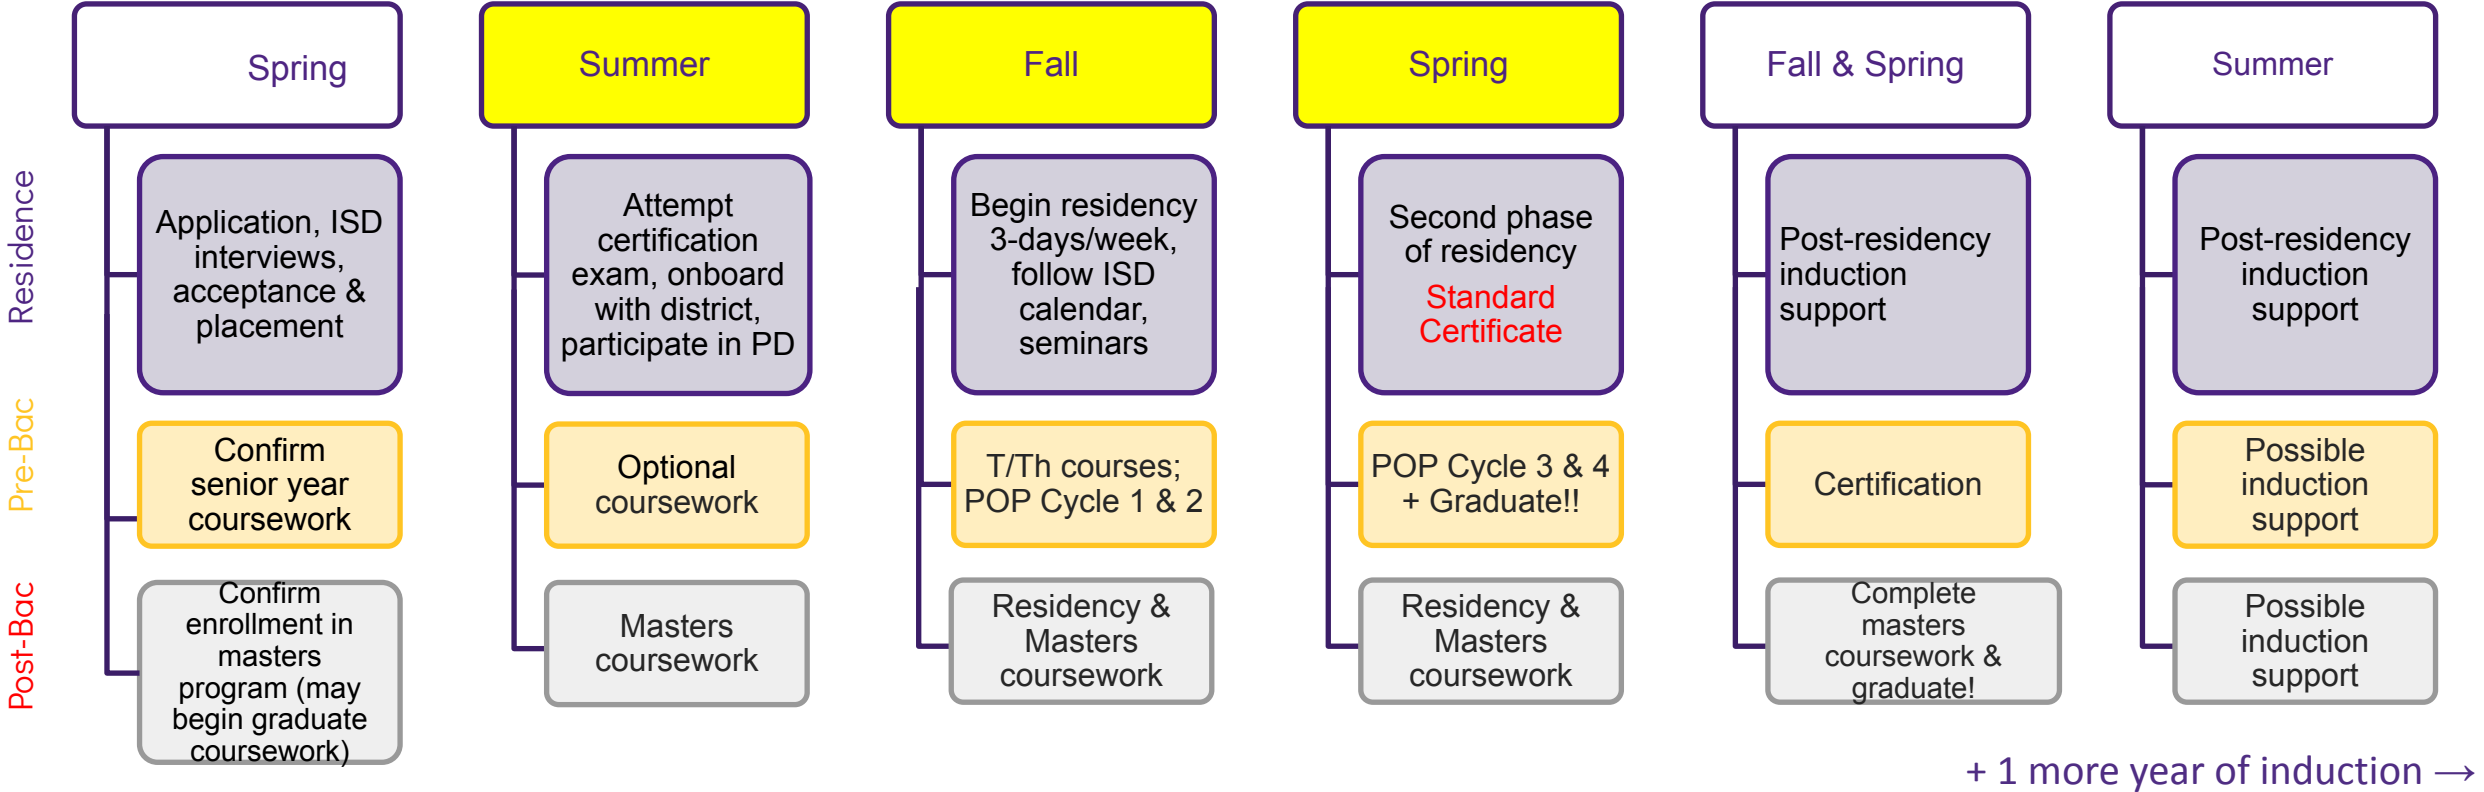 Spring
Summer
Fall
Spring
Fall & Spring
Summer
Residence
Application, ISD
interviews,
acceptance &
placement
Attempt
certification
exam, onboard
with district,
participate in PD
Begin residency
3-days/week,
follow ISD
calendar,
seminars
Second phase
of residency
Standard
Certificate
Post-residency
induction
support
Post-residency
induction
support
Pre-Bac
Confirm
senior year
coursework
Optional
coursework
T/Th courses;
POP Cycle 1 & 2
POP Cycle 3 & 4
+ Graduate!!
Certification
Possible
induction
support
Post-Bac
Confirm
enrollment in
masters
program (may
begin graduate
coursework)
Masters
coursework
Residency &
Masters
coursework
Residency &
Masters
coursework
Complete
masters
coursework &
graduate!
Possible
induction
support
+ 1 more year of induction →